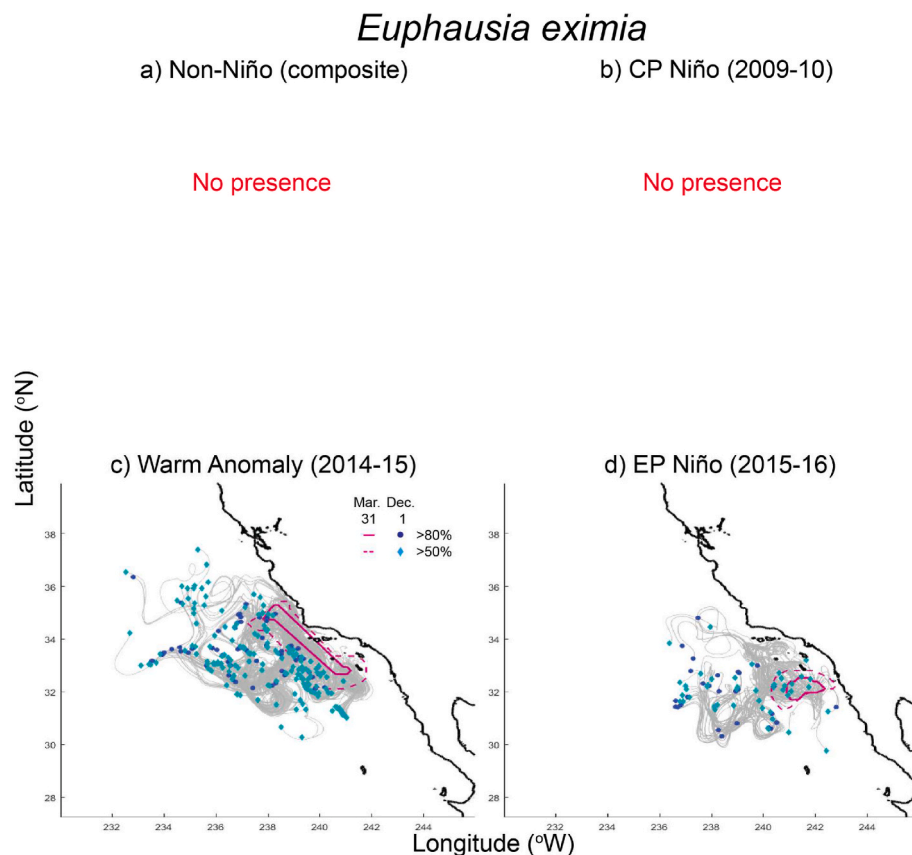 Euphausia eximia
a) Non-Niño (composite)
b) CP Niño (2009-10)
No presence
No presence
Latitude (°N)
c) Warm Anomaly (2014-15)
d) EP Niño (2015-16)
Mar. Dec.
31 1
>80%
>50%
38
36
34
32
30
28
38
36
34
32
30
28
232 234 236 238 240 242 244
230 232 234 236 238 240 242 244 246
Longitude (°W)